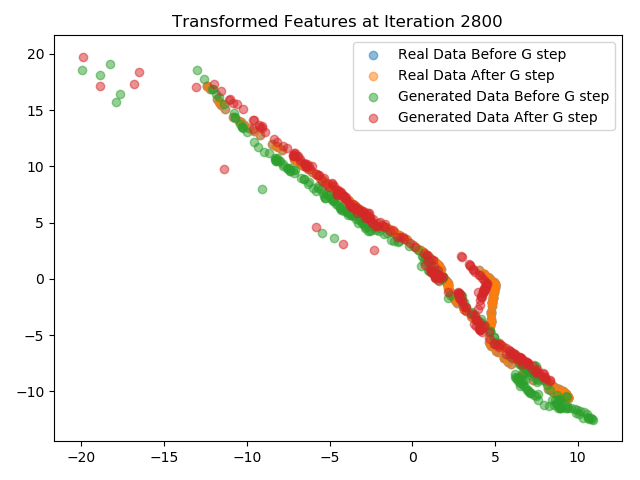 Transformed Features at Iteration 2800
Real Data Before G step
Real Data After G step
Generated Data Before G step
Generated Data After G step
20
15
10
5
0
−5
−10
−20 −15 −10 −5 0 5 10